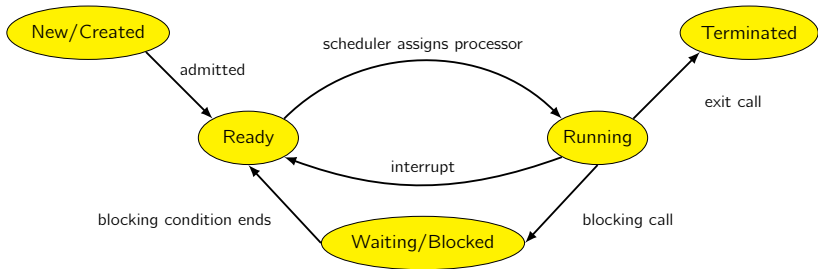 New/Created
Terminated
scheduler assigns processor
admitted
exit call
Ready
Running
interrupt
blocking condition ends
blocking call
Waiting/Blocked